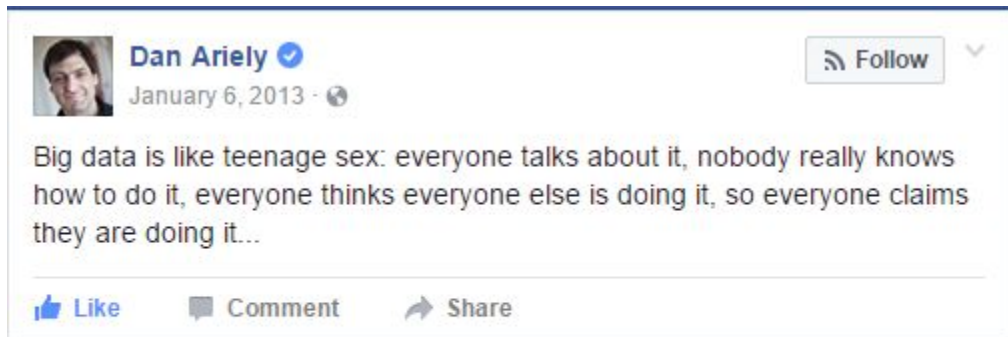 Dan Ariely
Follow
January 6, 2013 ·
Big data is like teenage sex: everyone talks about it, nobody really knows
how to do it, everyone thinks everyone else is doing it, so everyone claims
they are doing it...
Like Comment Share